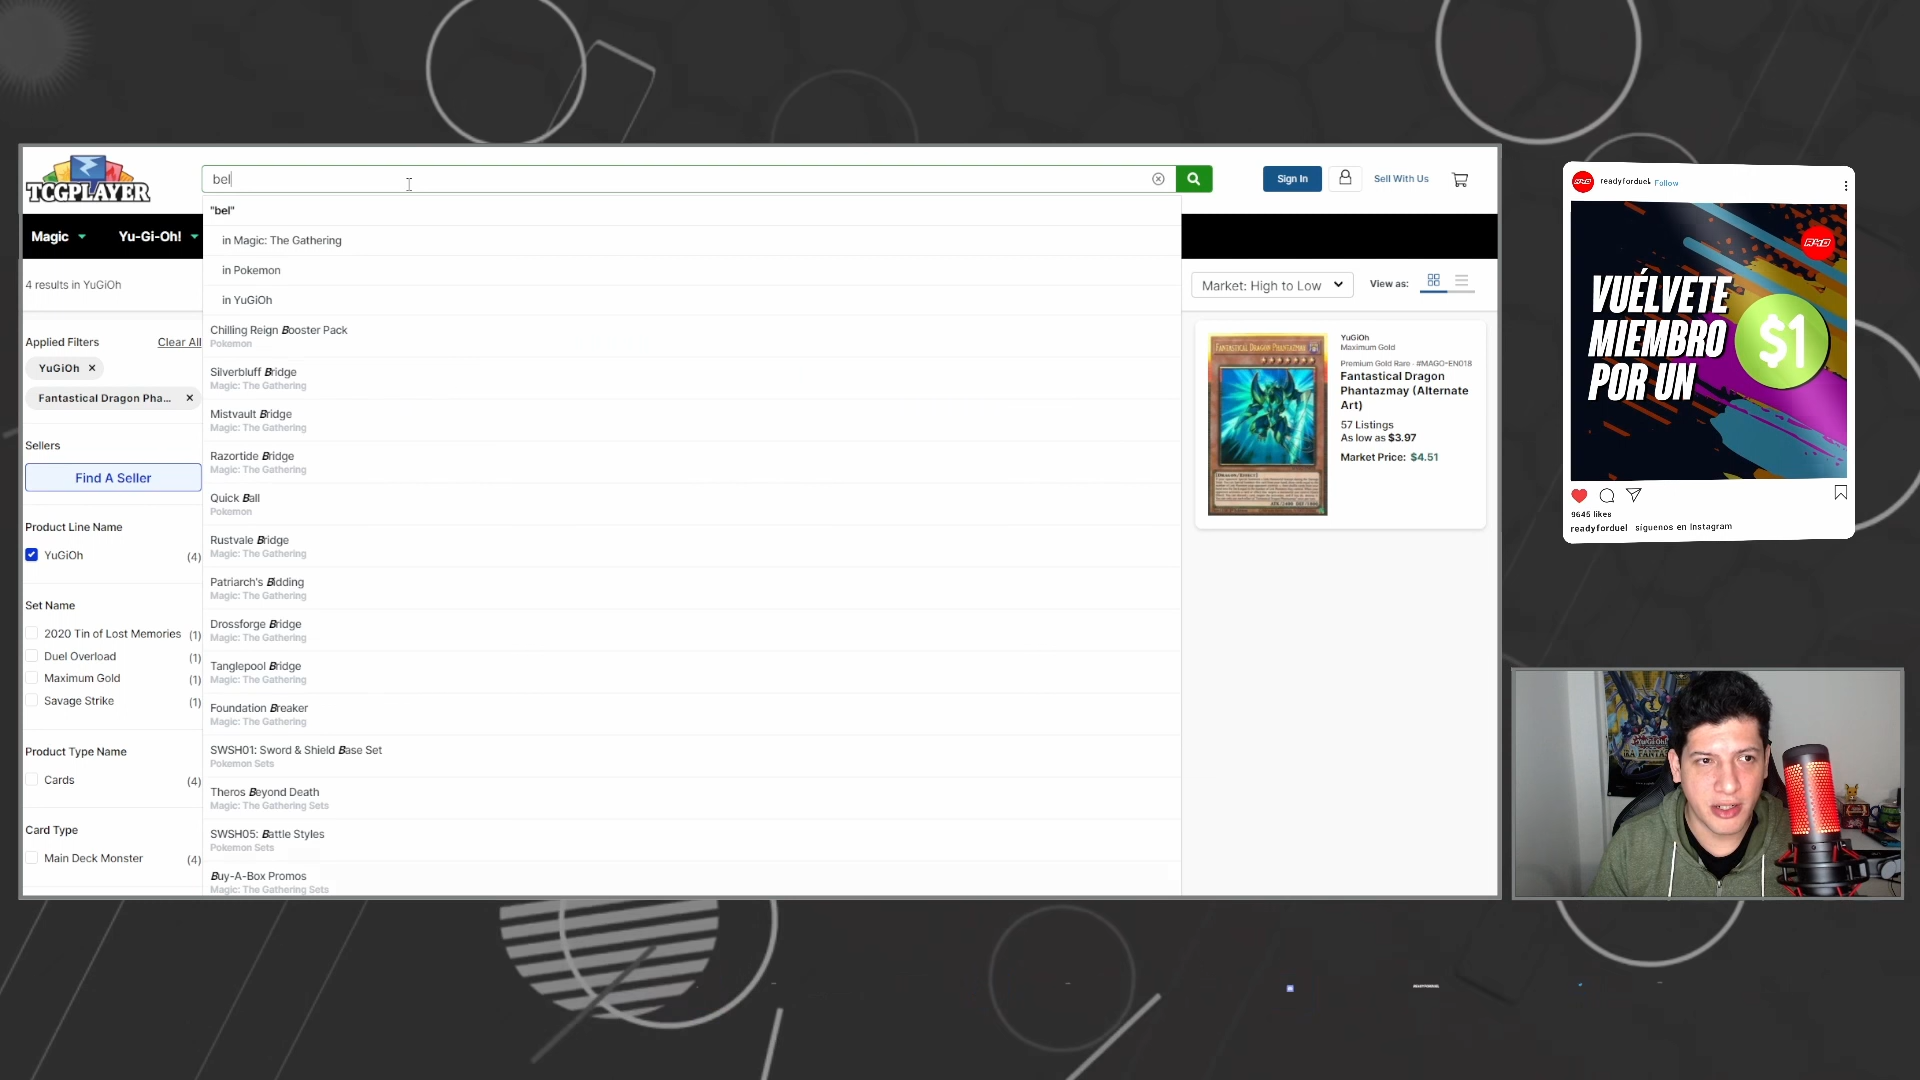 TCGPLAYER
bel
Sign In
Sell With Us
Magic
Yu-Gi-Oh!
"bel"
in Magic: The Gathering
in Pokemon
in YuGiOh
Chilling Reign Booster Pack
Pokemon
Silverbluff Bridge
Magic: The Gathering
Mistvault Bridge
Magic: The Gathering
Razortide Bridge
Magic: The Gathering
Quick Ball
Pokemon
Rustvale Bridge
Magic: The Gathering
Patriarch's Bidding
Magic: The Gathering
Drossforge Bridge
Magic: The Gathering
Tanglepool Bridge
Magic: The Gathering
Foundation Breaker
Magic: The Gathering
SWSH01: Sword & Shield Base Set
Pokemon Sets
Theros Beyond Death
Magic: The Gathering Sets
SWSH05: Battle Styles
Pokemon Sets
Buy-A-Box Promos
Magic: The Gathering Sets
4 results in YuGiOh
Applied Filters
Clear All
YuGiOh
Fantastical Dragon Pha...
Sellers
Find A Seller
Product Line Name
YuGiOh (4)
Set Name
2020 Tin of Lost Memories (1)
Duel Overload (1)
Maximum Gold (1)
Savage Strike (1)
Product Type Name
Cards (4)
Card Type
Main Deck Monster (4)
Market: High to Low
View as:
FANTASTICAL DRAGON PHANTAZMAY
YuGiOh
Maximum Gold
Premium Gold Rare · #MAGO-EN018
Fantastical Dragon
Phantazmay (Alternate
Art)
57 Listings
As low as $3.97
Market Price: $4.51
R4D
readyforduel Follow
R4D
VUÉLVETE
MIEMBRO
POR UN
$1
9645 likes
readyforduel síguenos en Instagram